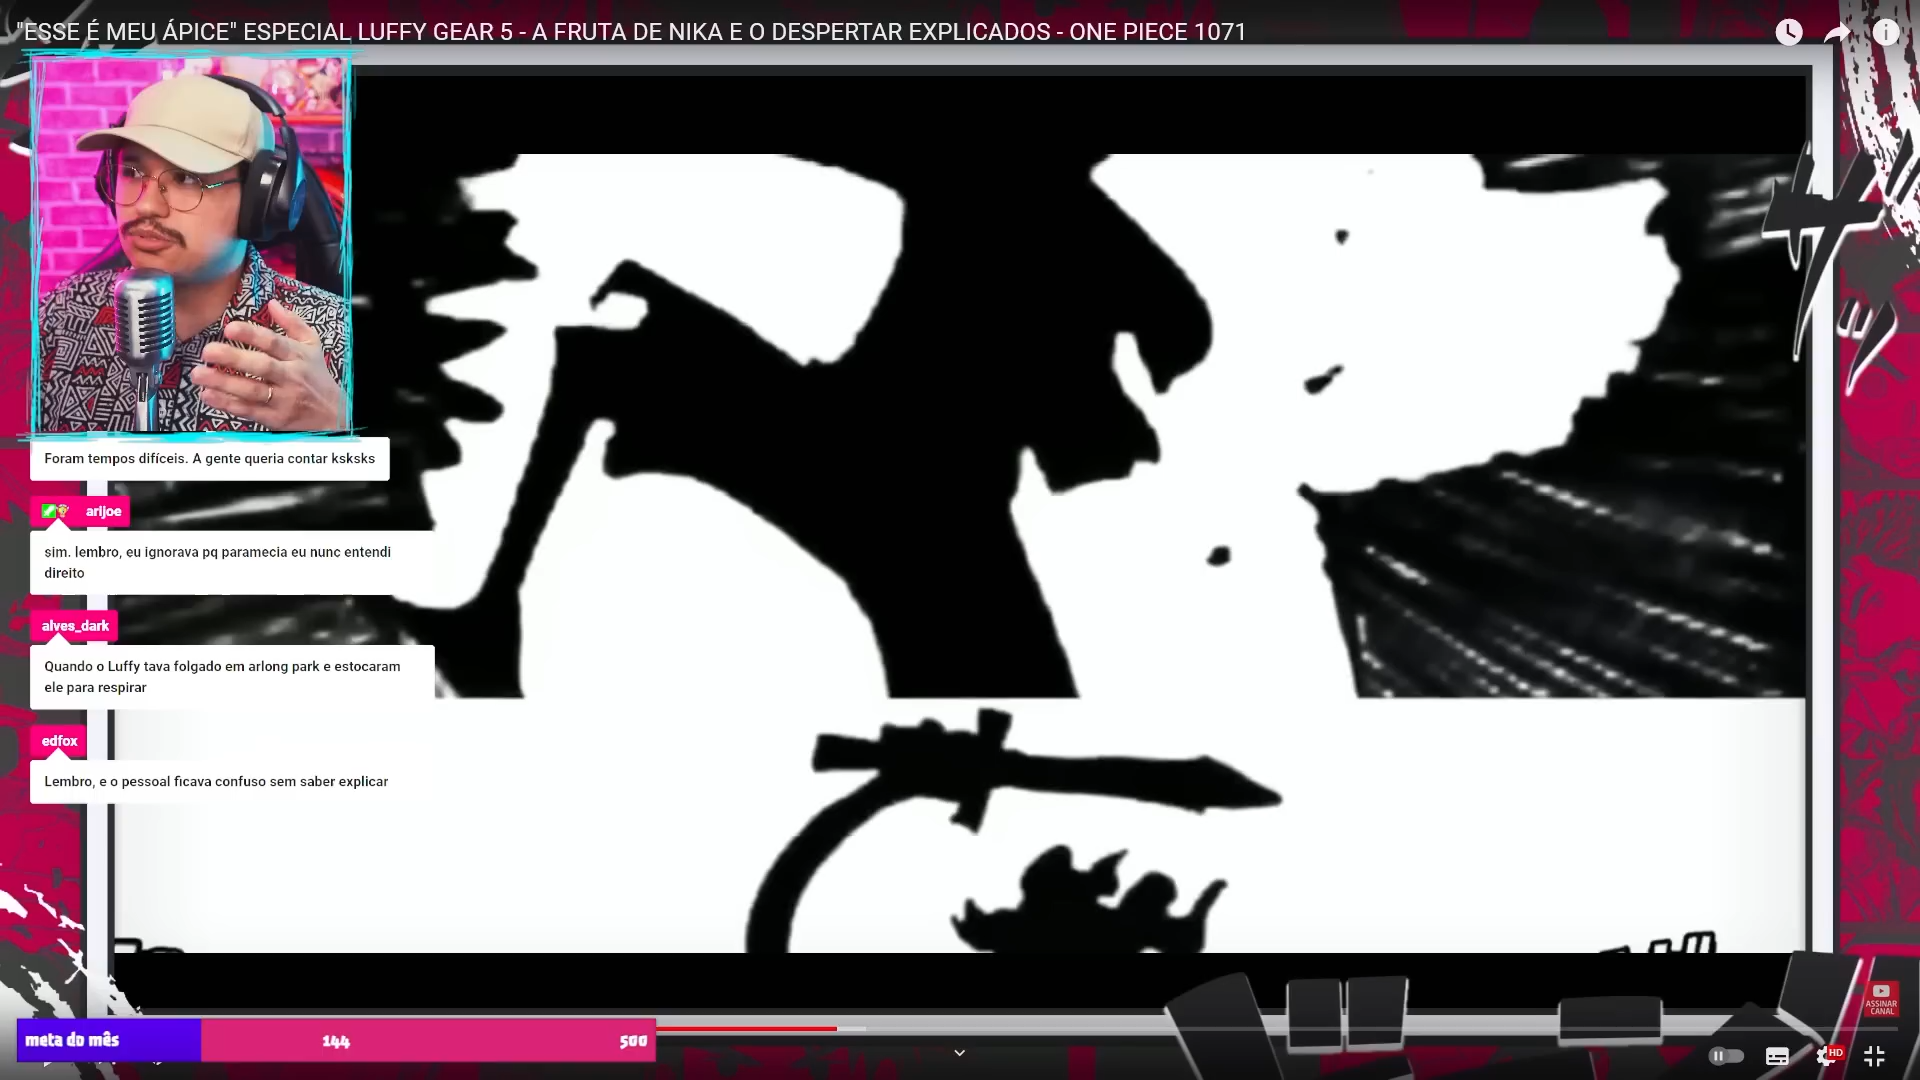 "ESSE É MEU ÁPICE" ESPECIAL LUFFY GEAR 5 - A FRUTA DE NIKA E O DESPERTAR EXPLICADOS - ONE PIECE 1071
Foram tempos difíceis. A gente queria contar ksksks
arijoe
sim. lembro, eu ignorava pq paramecia eu nunc entendi
direito
alves_dark
Quando o Luffy tava folgado em arlong park e estocaram
ele para respirar
edfox
Lembro, e o pessoal ficava confuso sem saber explicar
ASSINAR
CANAL
meta do mês 144 500
HD